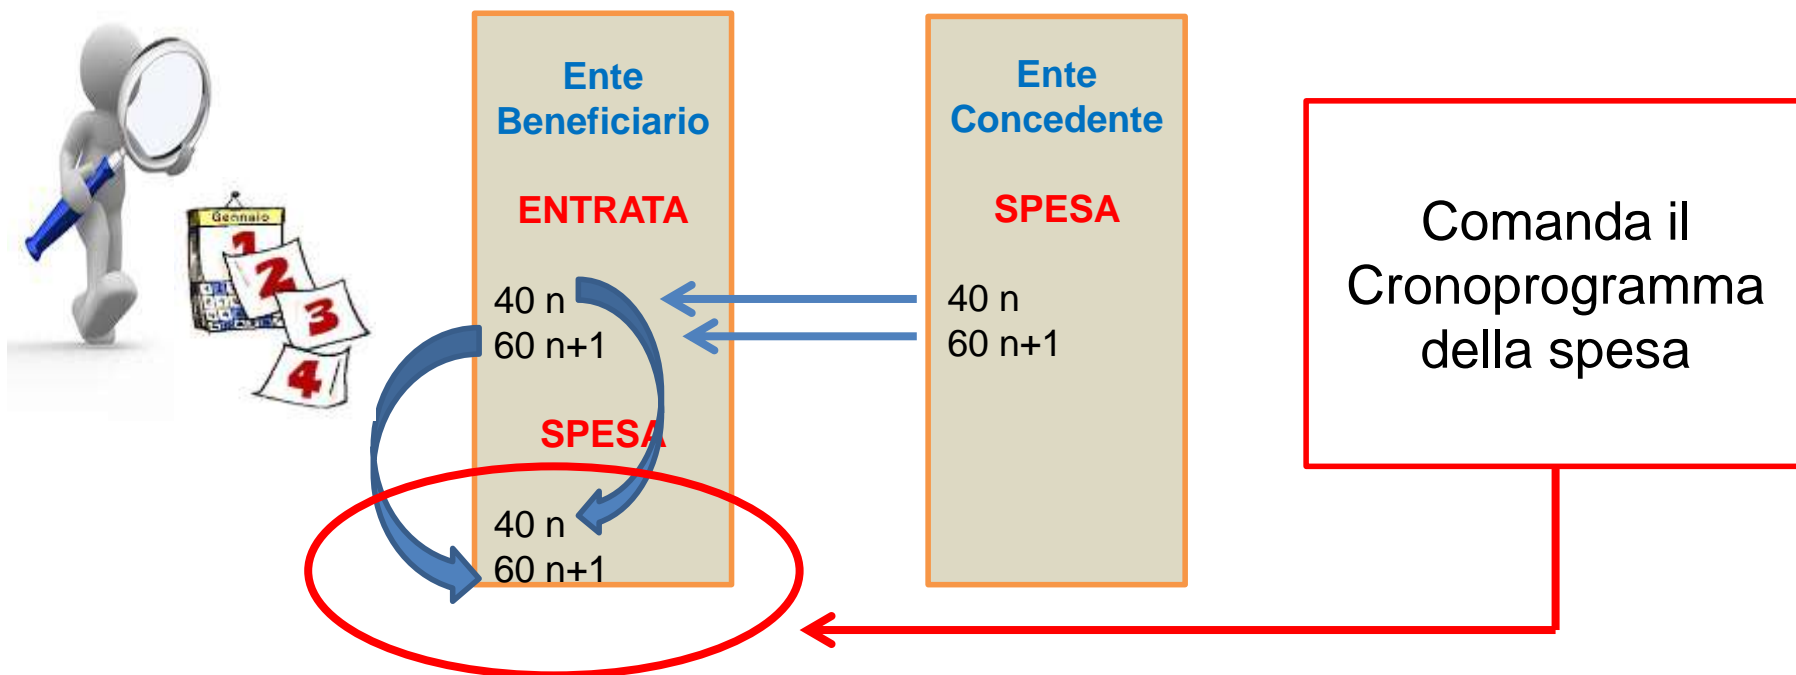 Gennaio
1
2
3
4
Ente
Beneficiario
ENTRATA
40 n
60 n+1
SPESA
40 n
60 n+1
Ente
Concedente
SPESA
40 n
60 n+1
Comanda il
Cronoprogramma
della spesa